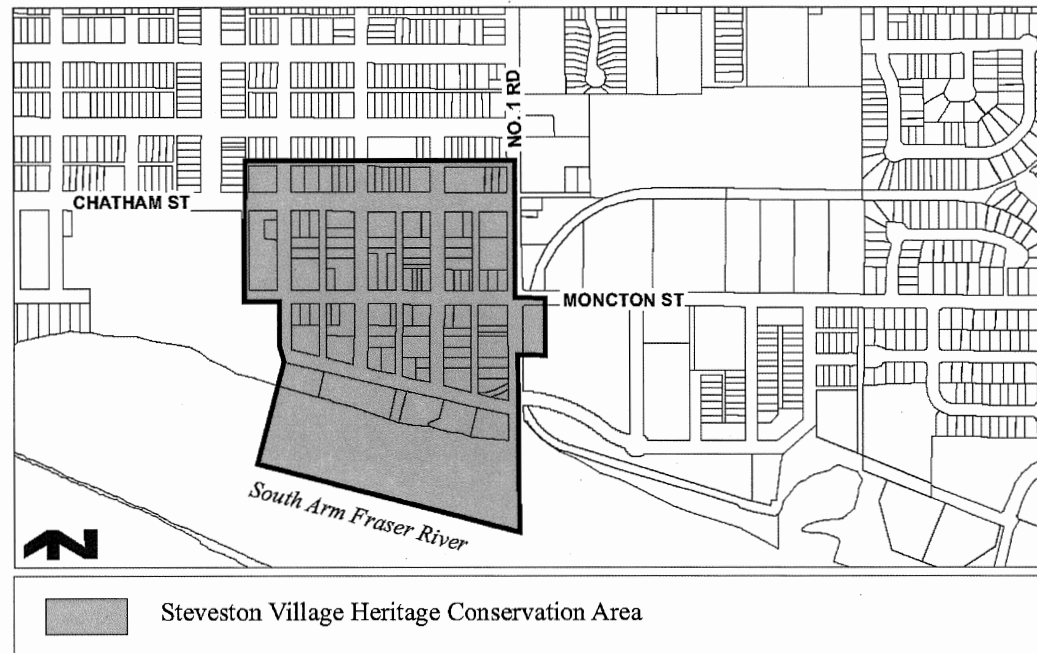 NO. 1 RD
CHATHAM ST
MONCTON ST
South Arm Fraser River
N
Steveston Village Heritage Conservation Area